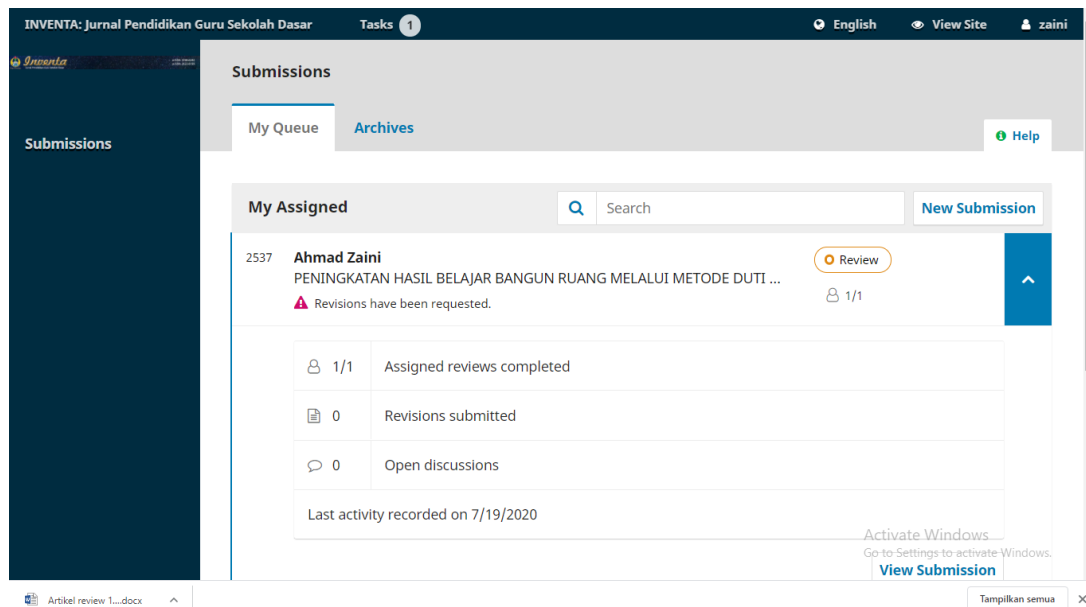 INVENTA: Jurnal Pendidikan Guru Sekolah Dasar Tasks 1 English View Site zaini
Inventa
Submissions
Submissions
My Queue Archives
Help
My Assigned Search New Submission
2537 Ahmad Zaini Review
PENINGKATAN HASIL BELAJAR BANGUN RUANG MELALUI METODE DUTI ...
Revisions have been requested. 1/1
1/1 Assigned reviews completed
0 Revisions submitted
0 Open discussions
Last activity recorded on 7/19/2020
Activate Windows
Go to Settings to activate Windows.
View Submission
Artikel review 1....docx Tampilkan semua